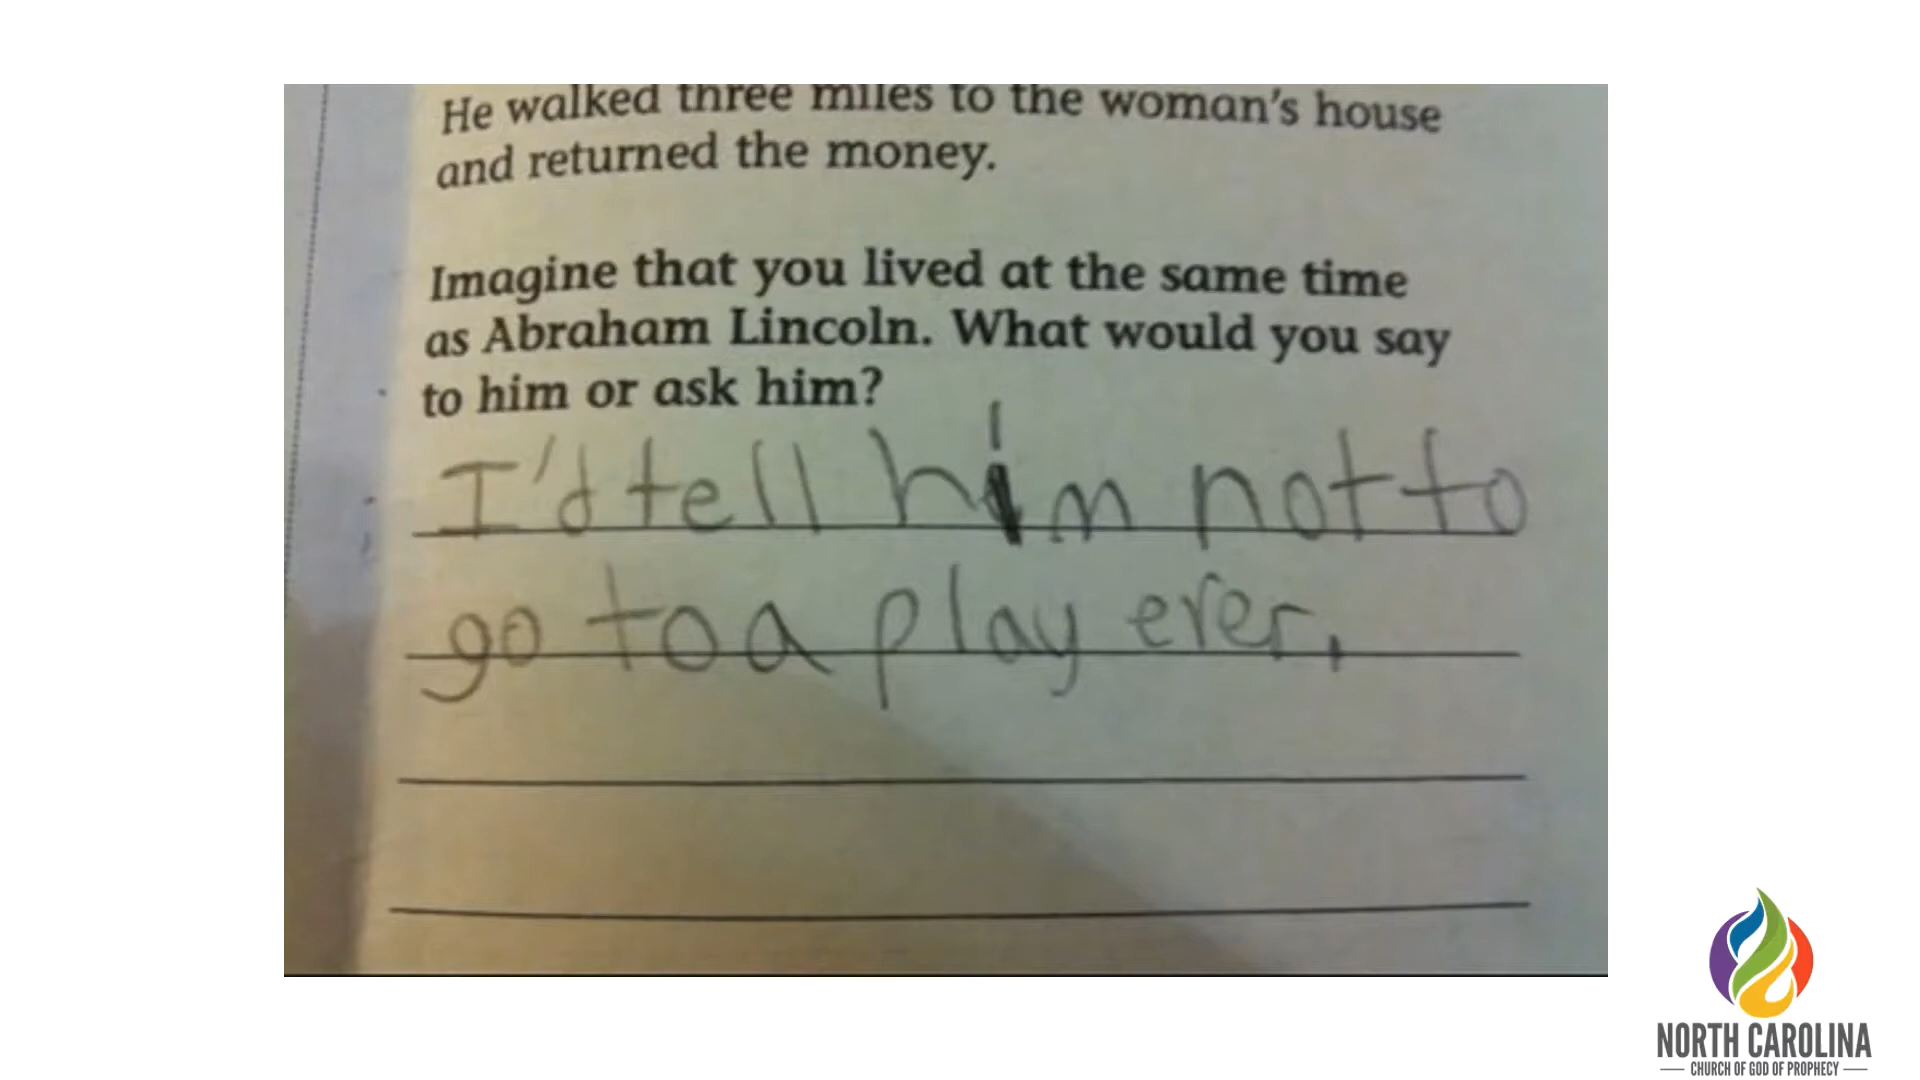 He walked three miles to the woman's house
and returned the money.
Imagine that you lived at the same time
as Abraham Lincoln. What would you say
to him or ask him?
I'd tell him not to
go to a play ever.
NORTH CAROLINA
CHURCH OF GOD OF PROPHECY